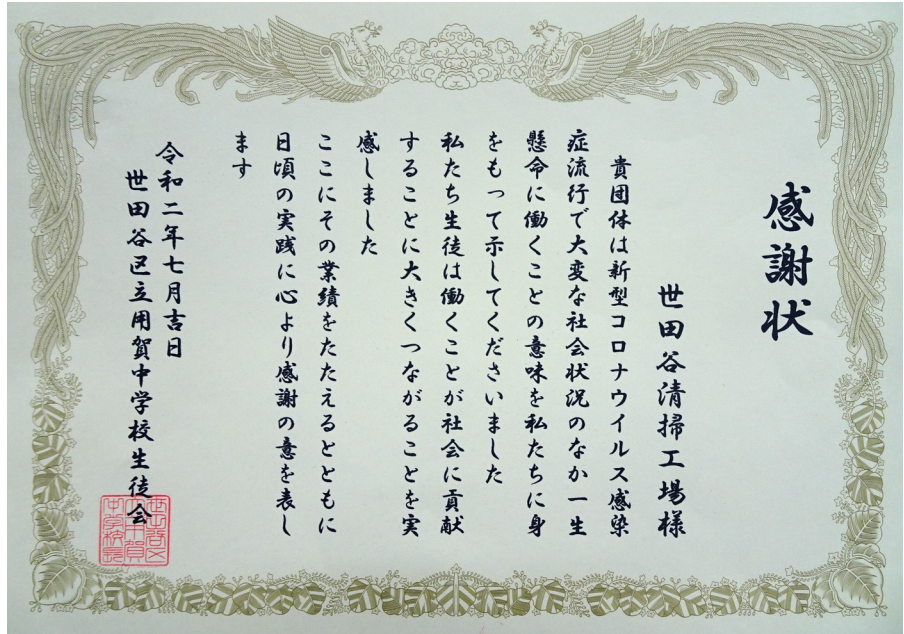 感謝状
世田谷清掃工場様
貴団体は新型コロナウイルス感染
症流行で大変な社会状況のなか一生
懸命に働くことの意味を私たちに身
をもって示してくださいました
私たち生徒は働くことが社会に貢献
することに大きくつながることを実
感しました
ここにその業績をたたえるとともに
日頃の実践に心より感謝の意を表し
ます
令和二年七月吉日
世田谷区立用賀中学校生徒会